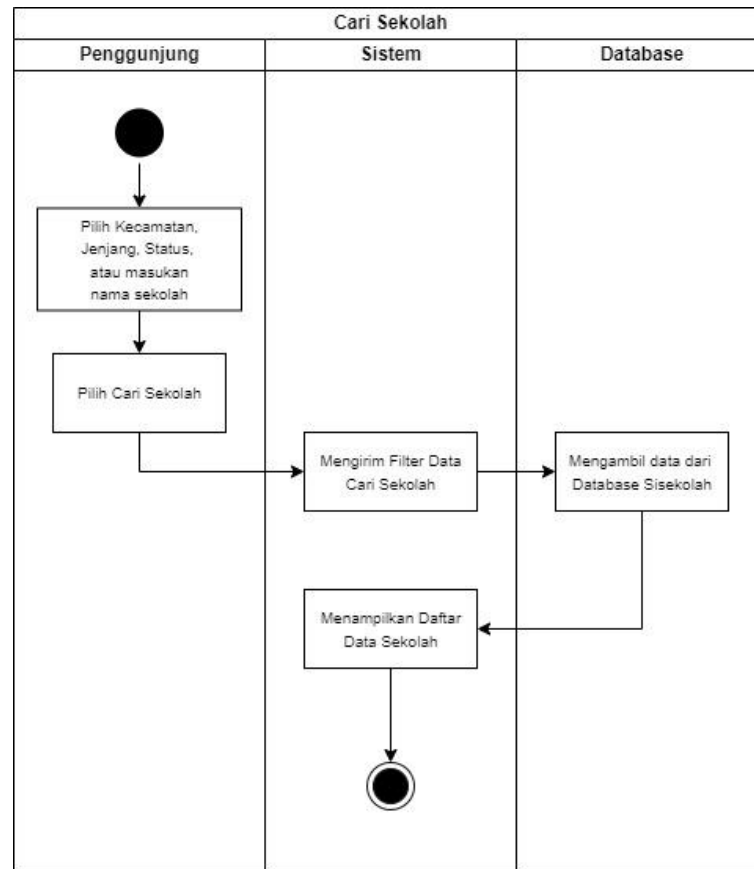 Cari Sekolah
Penggunjung
Sistem
Database
Pilih Kecamatan,
Jenjang, Status,
atau masukan
nama sekolah
Pilih Cari Sekolah
Mengirim Filter Data
Cari Sekolah
Mengambil data dari
Database Sisekolah
Menampilkan Daftar
Data Sekolah